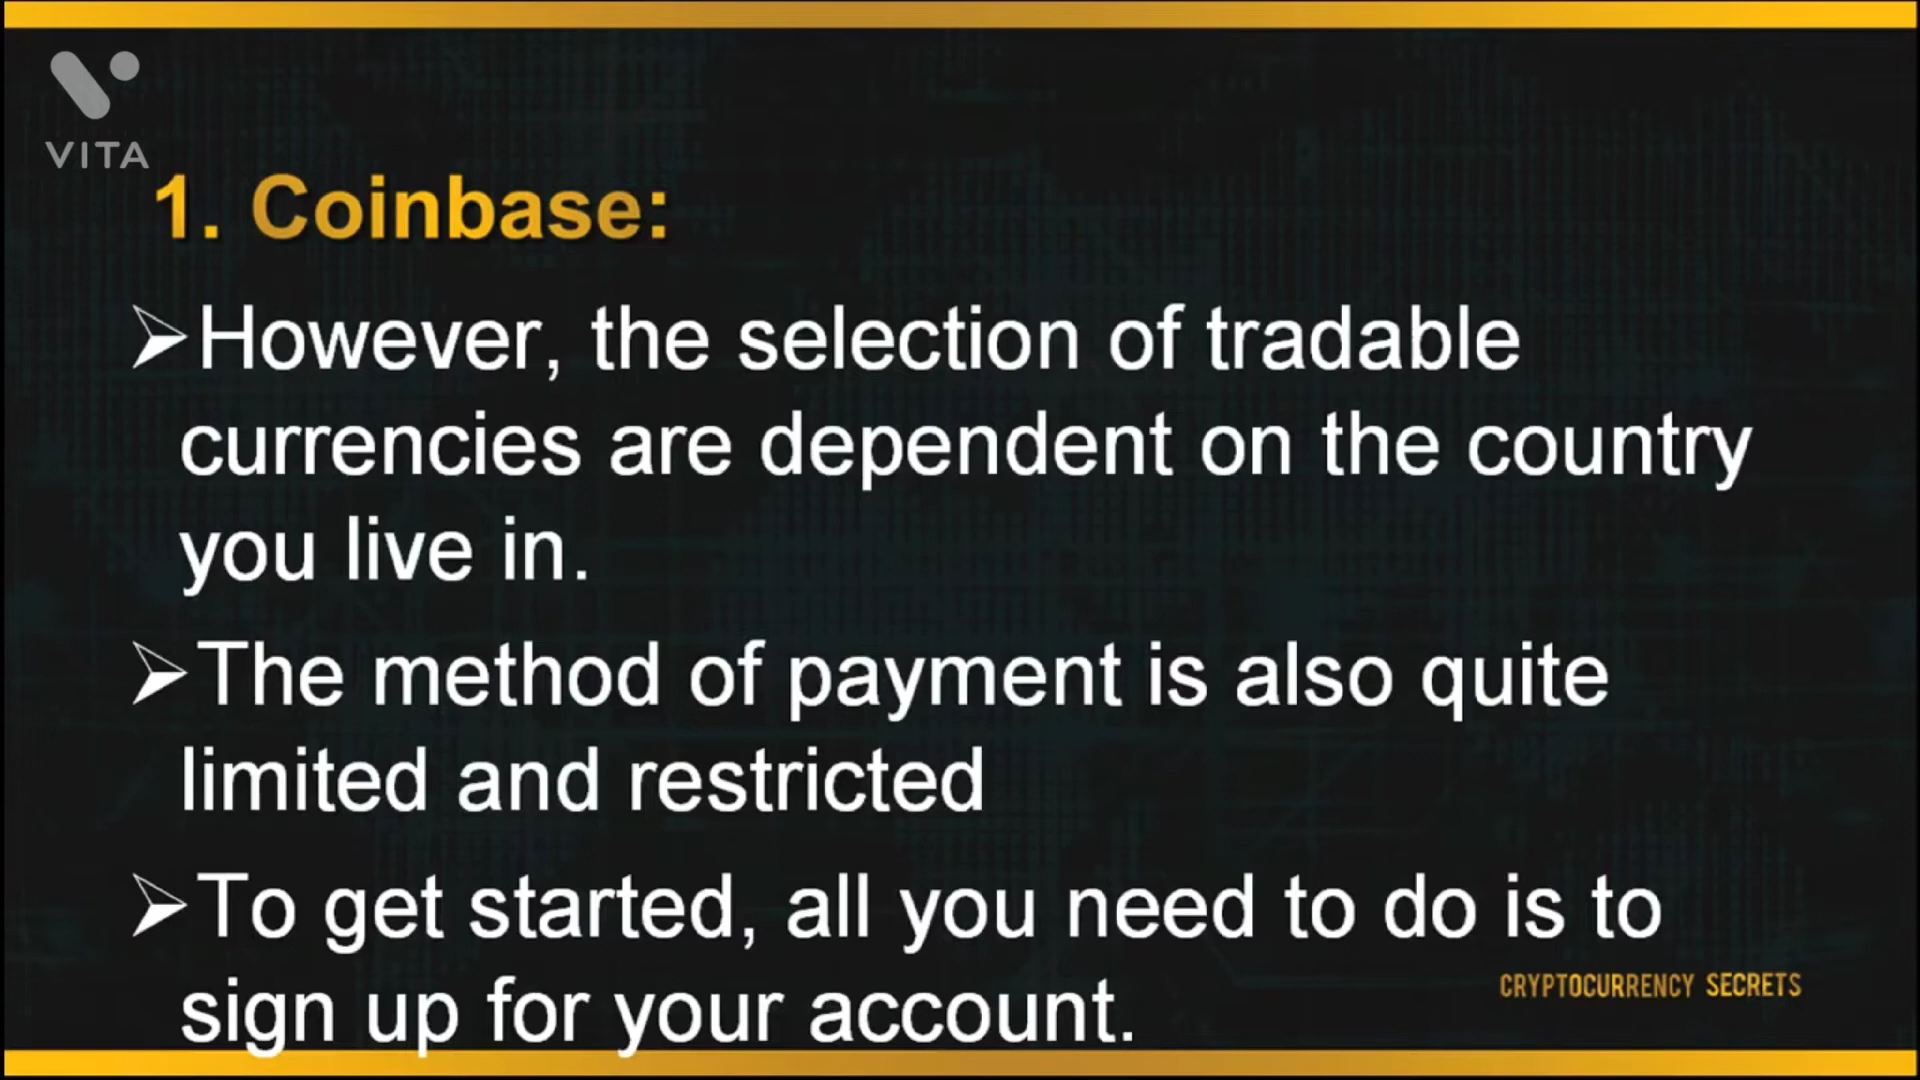 VITA
1. Coinbase:
➢However, the selection of tradable
currencies are dependent on the country
you live in.
➢The method of payment is also quite
limited and restricted
➢To get started, all you need to do is to
sign up for your account.
CRYPTOCURRENCY SECRETS